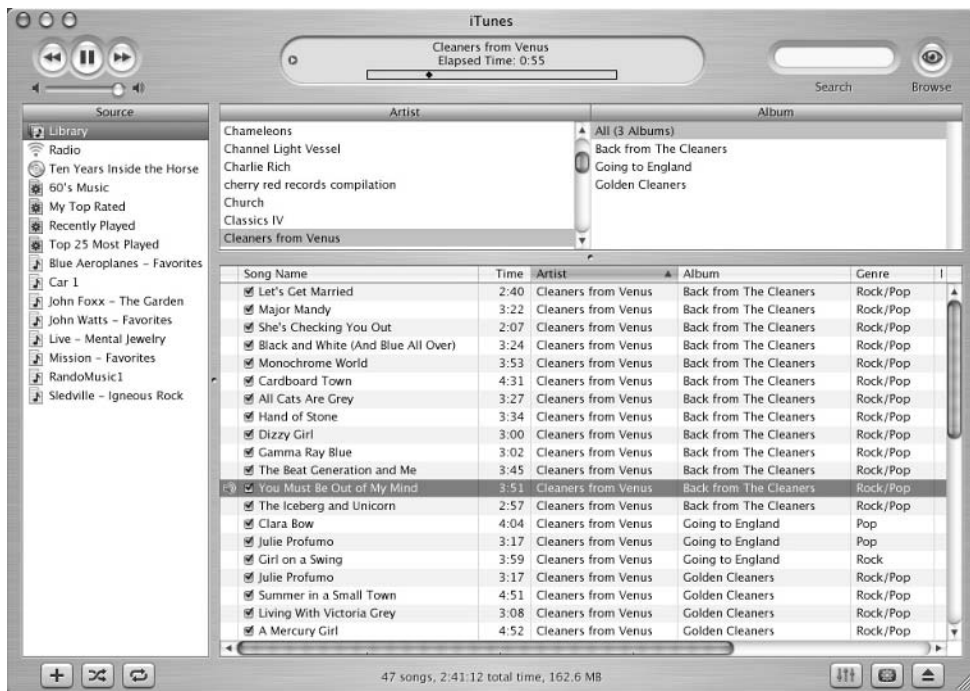 iTunes
Cleaners from Venus
Elapsed Time: 0:55
Search
Browse
Source
Library
Radio
Ten Years Inside the Horse
60's Music
My Top Rated
Recently Played
Top 25 Most Played
Blue Aeroplanes – Favorites
Car 1
John Foxx – The Garden
John Watts – Favorites
Live – Mental Jewelry
Mission – Favorites
RandoMusic1
Sledville – Igneous Rock
Artist
Chameleons
Channel Light Vessel
Charlie Rich
cherry red records compilation
Church
Classics IV
Cleaners from Venus
Album
All (3 Albums)
Back from The Cleaners
Going to England
Golden Cleaners
Song Name Time Artist Album Genre
Let's Get Married 2:40 Cleaners from Venus Back from The Cleaners Rock/Pop
Major Mandy 3:22 Cleaners from Venus Back from The Cleaners Rock/Pop
She's Checking You Out 2:07 Cleaners from Venus Back from The Cleaners Rock/Pop
Black and White (And Blue All Over) 3:24 Cleaners from Venus Back from The Cleaners Rock/Pop
Monochrome World 3:53 Cleaners from Venus Back from The Cleaners Rock/Pop
Cardboard Town 4:31 Cleaners from Venus Back from The Cleaners Rock/Pop
All Cats Are Grey 3:27 Cleaners from Venus Back from The Cleaners Rock/Pop
Hand of Stone 3:34 Cleaners from Venus Back from The Cleaners Rock/Pop
Dizzy Girl 3:00 Cleaners from Venus Back from The Cleaners Rock/Pop
Gamma Ray Blue 3:02 Cleaners from Venus Back from The Cleaners Rock/Pop
The Beat Generation and Me 3:45 Cleaners from Venus Back from The Cleaners Rock/Pop
You Must Be Out of My Mind 3:51 Cleaners from Venus Back from The Cleaners Rock/Pop
The Iceberg and Unicorn 2:57 Cleaners from Venus Back from The Cleaners Rock/Pop
Clara Bow 4:04 Cleaners from Venus Going to England Pop
Julie Profumo 3:17 Cleaners from Venus Going to England Pop
Girl on a Swing 3:59 Cleaners from Venus Going to England Rock
Julie Profumo 3:17 Cleaners from Venus Golden Cleaners Rock/Pop
Summer in a Small Town 4:51 Cleaners from Venus Golden Cleaners Rock/Pop
Living With Victoria Grey 3:08 Cleaners from Venus Golden Cleaners Rock/Pop
A Mercury Girl 4:52 Cleaners from Venus Golden Cleaners Rock/Pop
47 songs, 2:41:12 total time, 162.6 MB